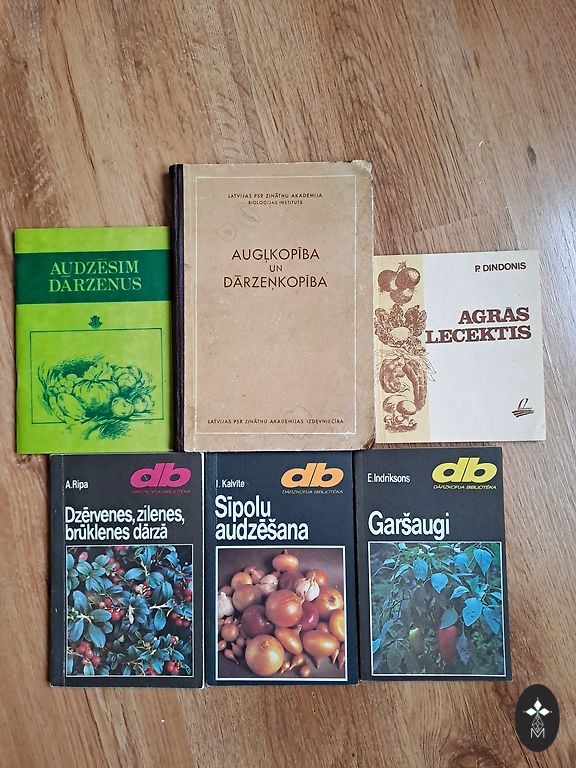 AUDZĒSIM
DĀRZEŅUS
LATVIJAS PSR ZINĀTŅU AKADĒMIJA
BIOLOĢIJAS INSTITŪTS
AUGĻKOPĪBA
UN
DĀRZEŅKOPĪBA
LATVIJAS PSR ZINĀTŅU AKADĒMIJAS IZDEVNIECĪBA
P. DINDONIS
AGRĀS
LECEKTIS
A.Ripa
db
DĀRZKOPJA BIBLIOTĒKA
Dzērvenes, zilenes,
brūklenes dārzā
I. Kalvīte
db
DĀRZKOPJA BIBLIOTĒKA
Sīpolu
audzēšana
E.Indriksons
db
DĀRZKOPJA BIBLIOTĒKA
Garšaugi
M